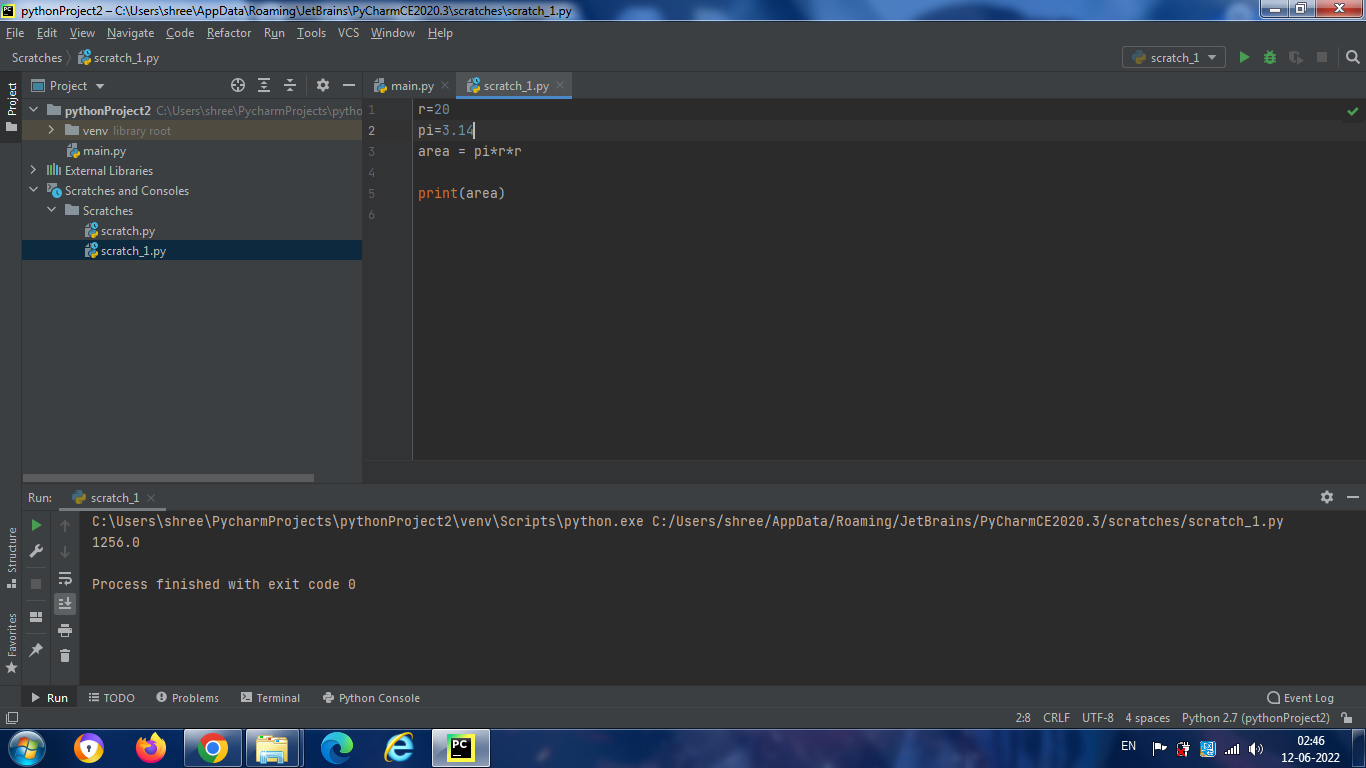 pythonProject2 – C:\Users\shree\AppData\Roaming\JetBrains\PyCharmCE2020.3\scratches\scratch_1.py
File Edit View Navigate Code Refactor Run Tools VCS Window Help
Scratches scratch_1.py
scratch_1
Project
Project
main.py
scratch_1.py
pythonProject2 C:\Users\shree\PycharmProjects\pytho
venv library root
main.py
External Libraries
Scratches and Consoles
Scratches
scratch.py
scratch_1.py
1 r=20
2 pi=3.14
3 area = pi*r*r
4
5 print(area)
6
Run: scratch_1
C:\Users\shree\PycharmProjects\pythonProject2\venv\Scripts\python.exe C:/Users/shree/AppData/Roaming/JetBrains/PyCharmCE2020.3/scratches/scratch_1.py
1256.0
Process finished with exit code 0
Structure
Favorites
Run TODO Problems Terminal Python Console Event Log
2:8 CRLF UTF-8 4 spaces Python 2.7 (pythonProject2)
PC
EN
02:46
12-06-2022